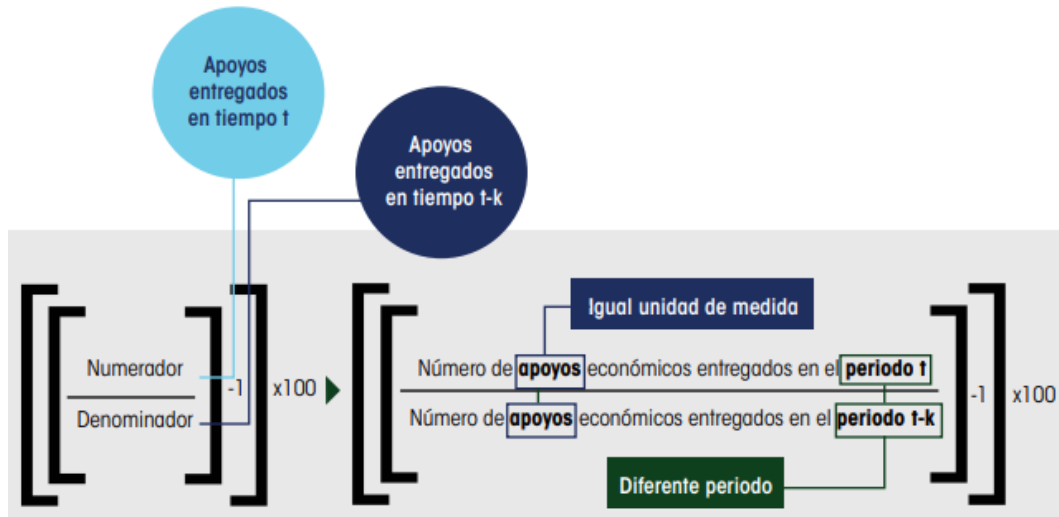 Apoyos
entregados
en tiempo t
Apoyos
entregados
en tiempo t-k
Igual unidad de medida
Numerador
Denominador
-1
x100
Número de apoyos económicos entregados en el periodo t
Número de apoyos económicos entregados en el periodo t-k
-1
x100
Diferente periodo